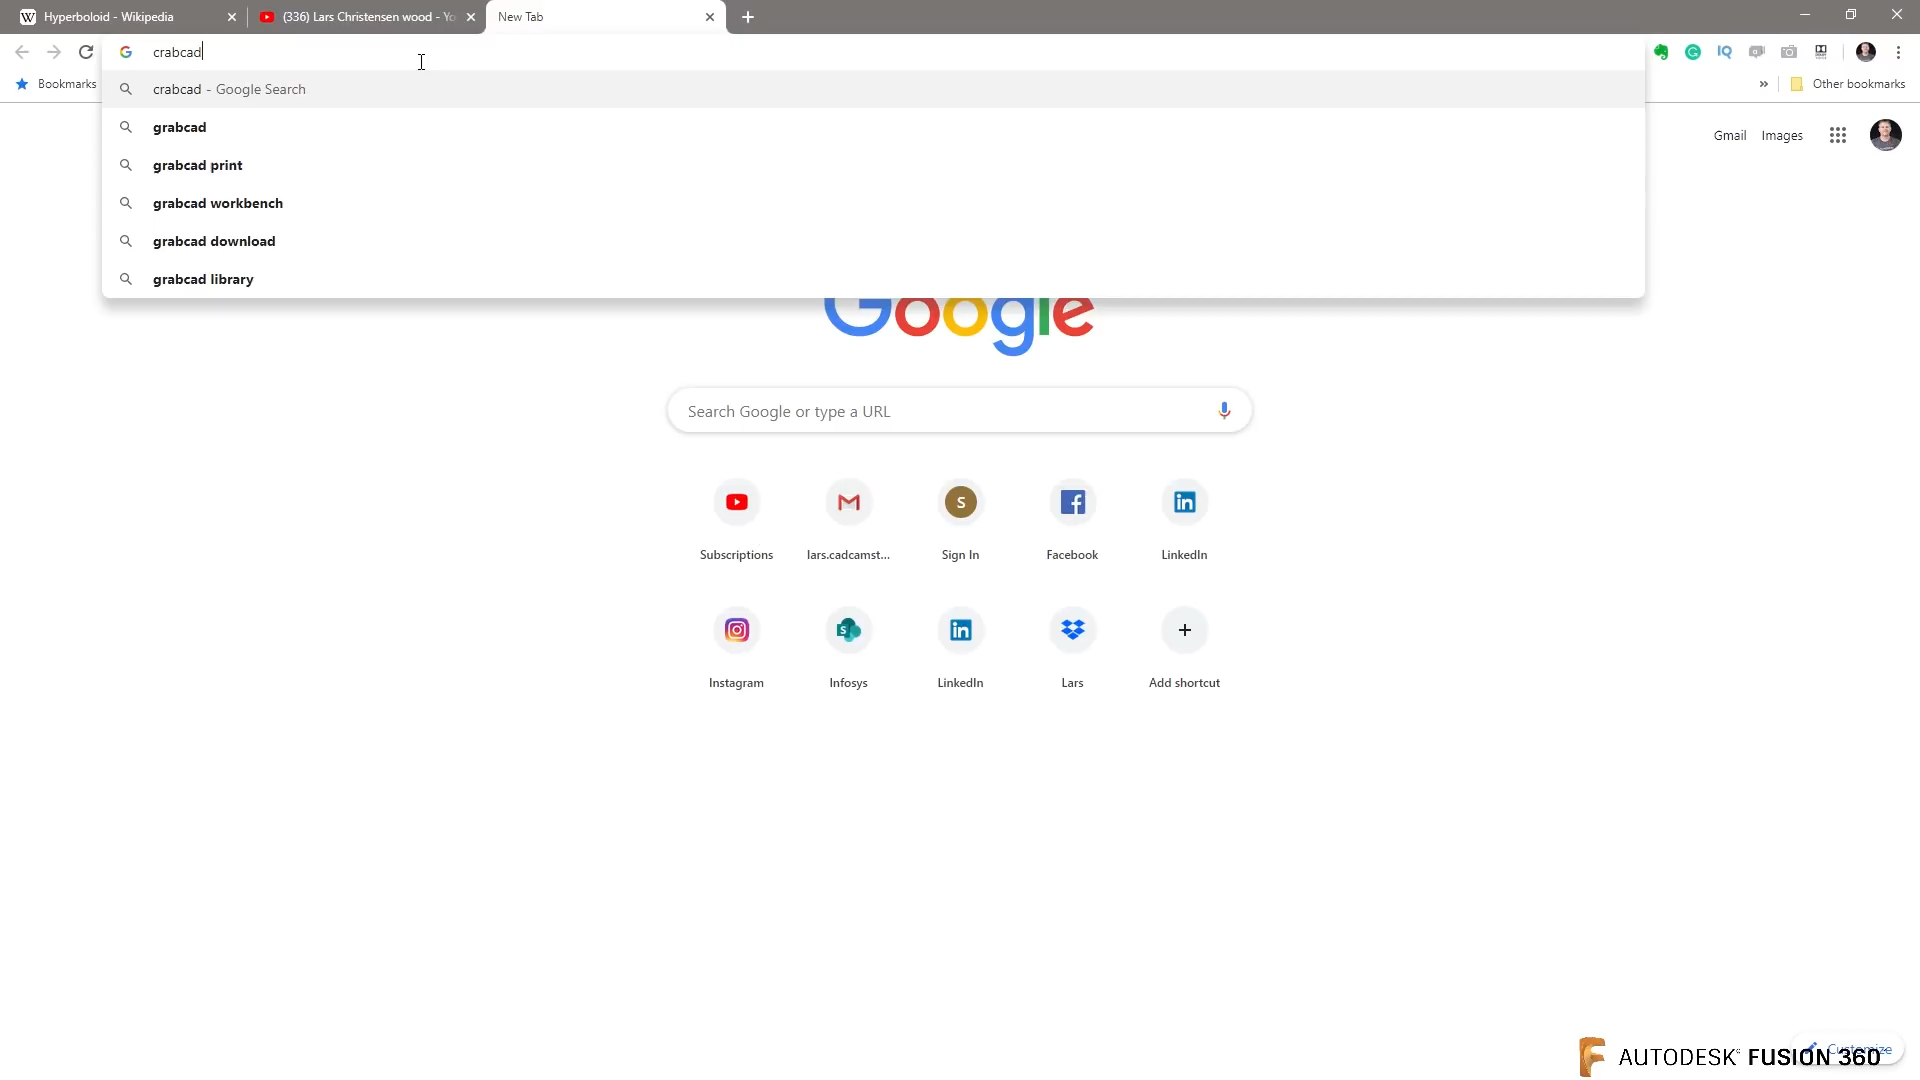 Hyperboloid - Wikipedia
(336) Lars Christensen wood - Yo
New Tab
crabcad
Bookmarks
Other bookmarks
crabcad - Google Search
grabcad
grabcad print
grabcad workbench
grabcad download
grabcad library
Gmail
Images
Google
Search Google or type a URL
S
Subscriptions
lars.cadcamst...
Sign In
Facebook
LinkedIn
Instagram
Infosys
LinkedIn
Lars
Add shortcut
Customize
AUTODESK® FUSION 360